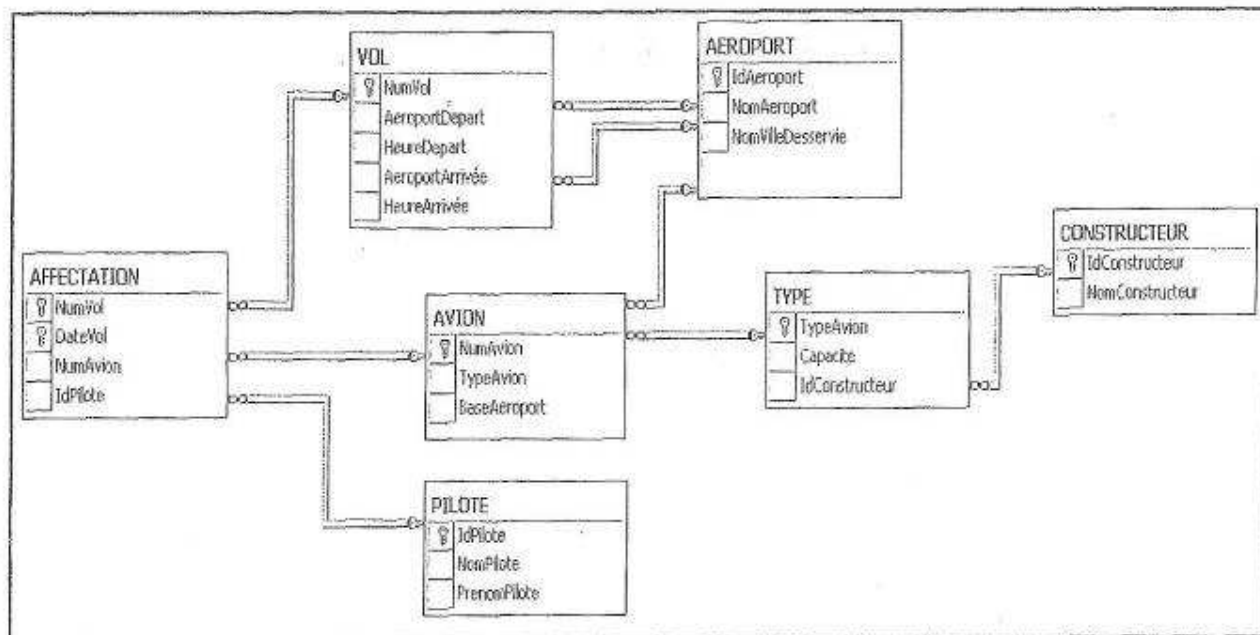 VOL
NumVol
AeroportDépart
HeureDepart
AeroportArrivée
HeureArrivée
AEROPORT
IdAeroport
NomAeroport
NomVilleDesservie
CONSTRUCTEUR
IdConstructeur
NomConstructeur
AFFECTATION
NumVol
DateVol
NumAvion
IdPilote
AVION
NumAvion
TypeAvion
BaseAeroport
TYPE
TypeAvion
Capacite
IdConstructeur
PILOTE
IdPilote
NomPilote
PrenomPilote